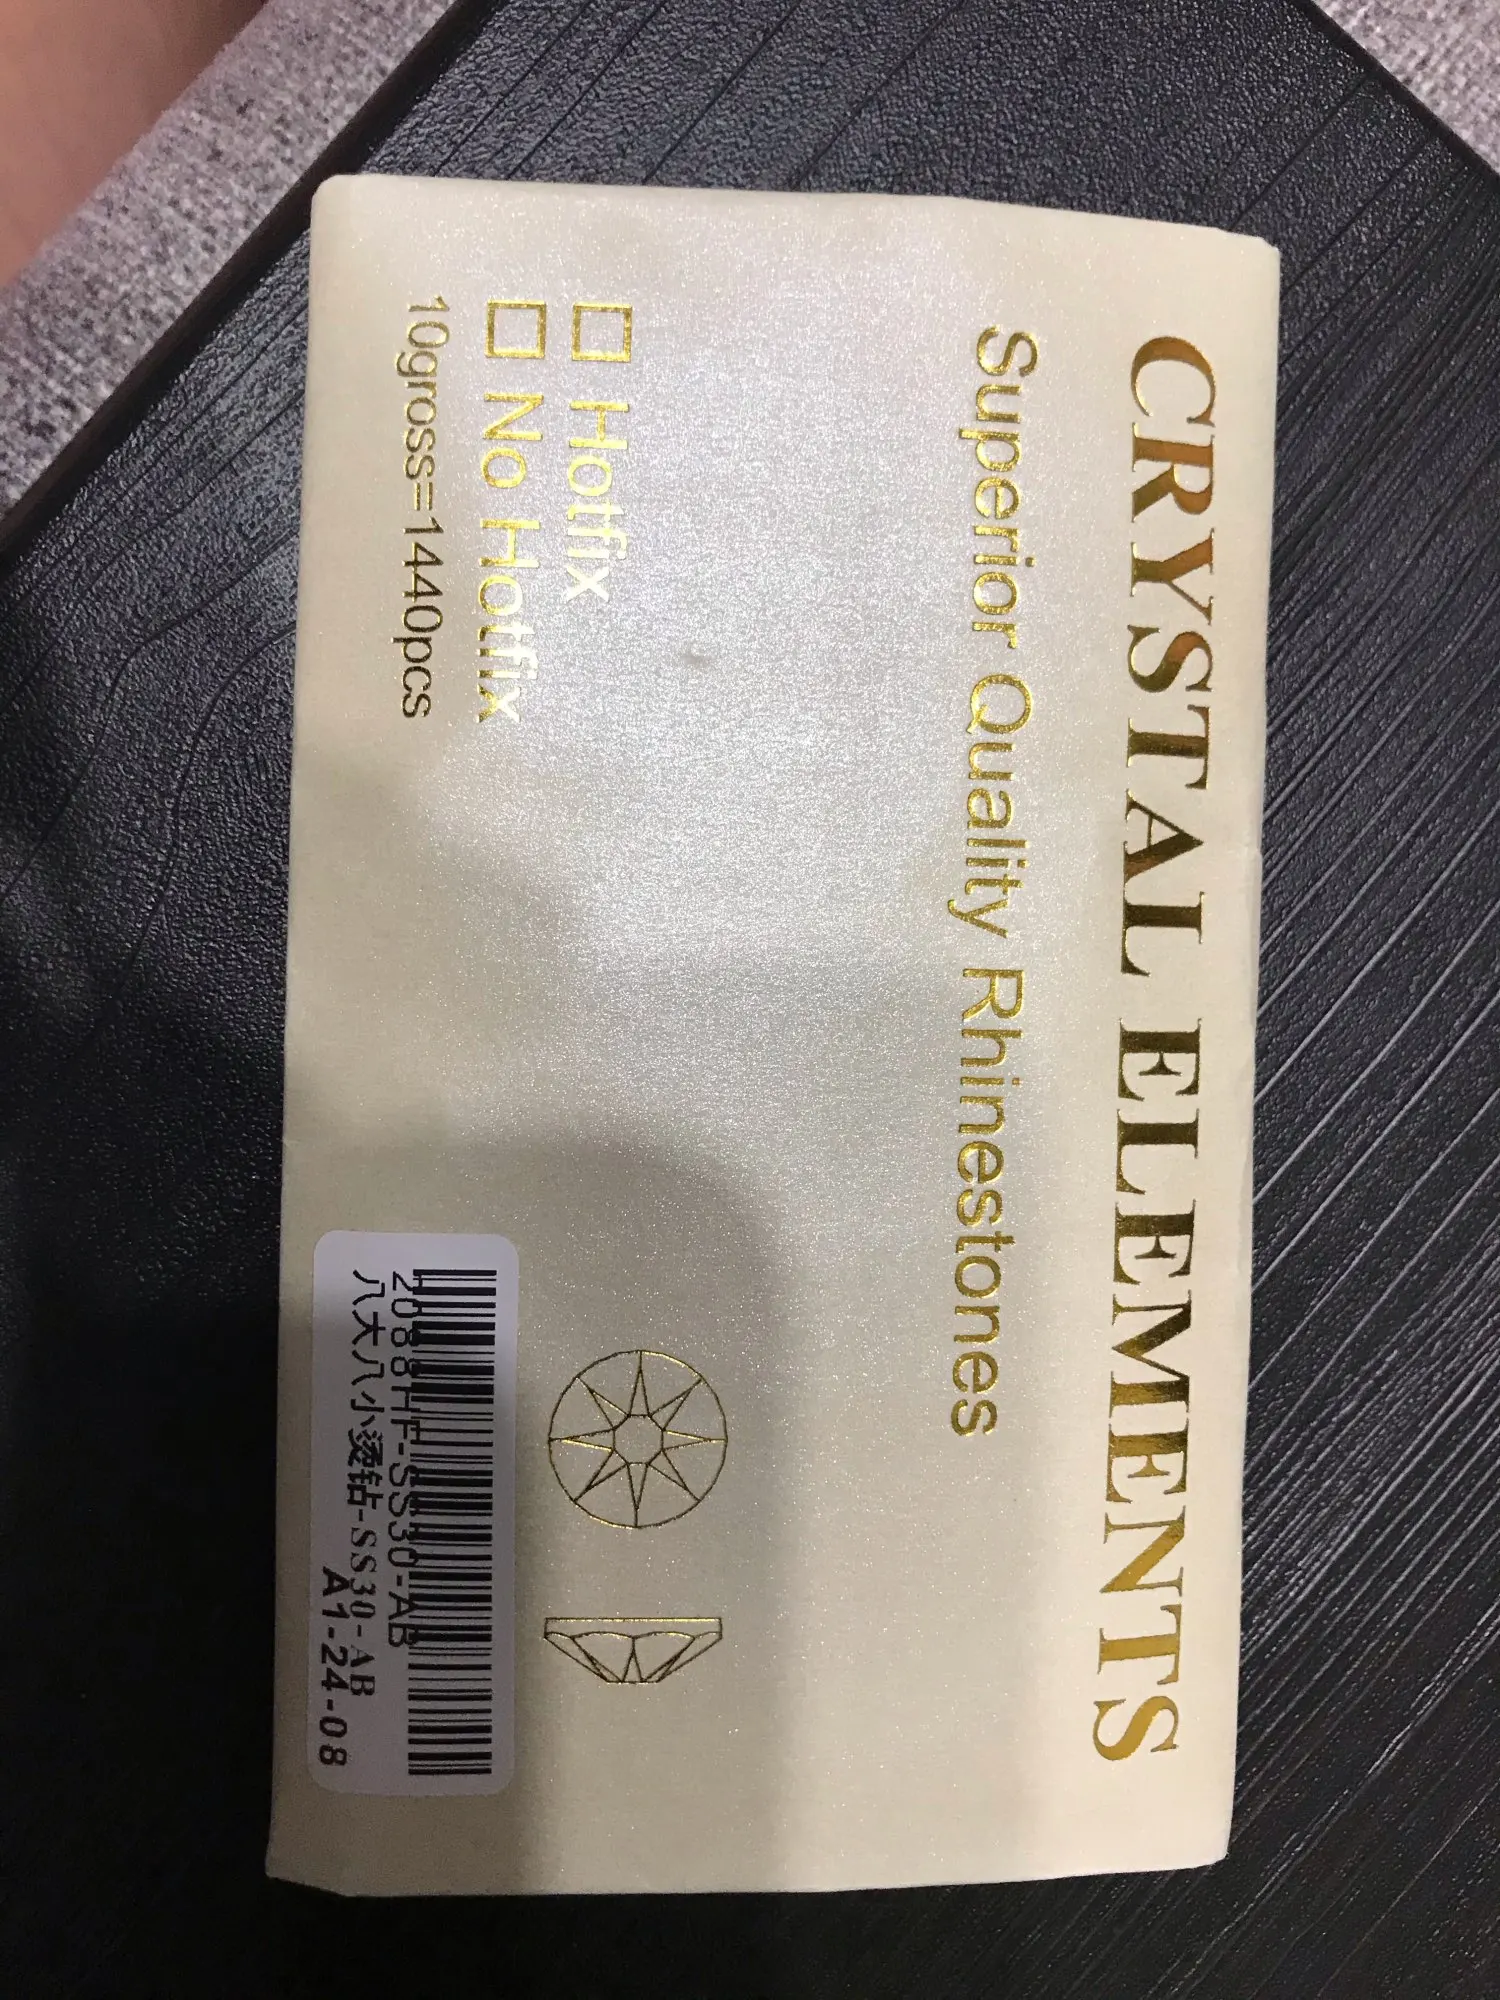 CRYSTAL ELEMENTS
Superior Quality Rhinestones
Hotfix
No Hotfix
10gross=1440pcs
2088HF-SS30-AB
八大八小烫钻-SS30-AB
A1-24-08